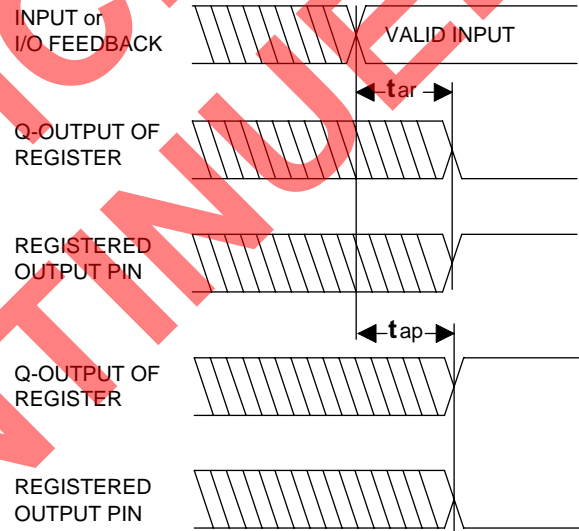 INPUT or
I/O FEEDBACK
VALID INPUT
tar
Q-OUTPUT OF
REGISTER
REGISTERED
OUTPUT PIN
tap
Q-OUTPUT OF
REGISTER
REGISTERED
OUTPUT PIN